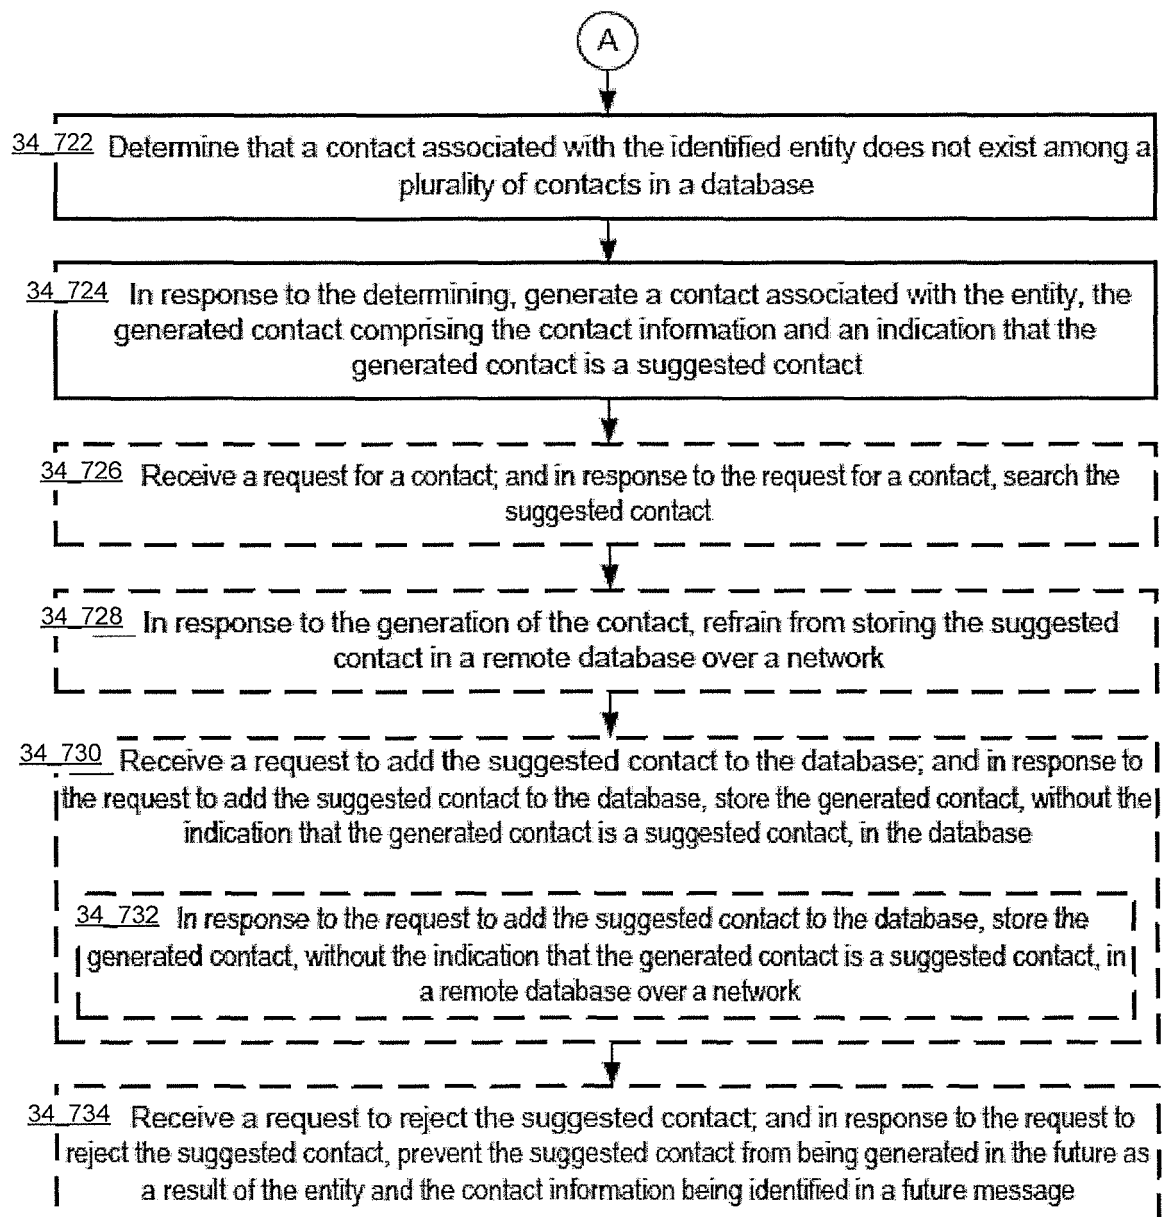 A
34_722 Determine that a contact associated with the identified entity does not exist among a
plurality of contacts in a database
34_724 In response to the determining, generate a contact associated with the entity, the
generated contact comprising the contact information and an indication that the
generated contact is a suggested contact
34_726 Receive a request for a contact; and in response to the request for a contact, search the
suggested contact
34_728 In response to the generation of the contact, refrain from storing the suggested
contact in a remote database over a network
34_730 Receive a request to add the suggested contact to the database; and in response to
the request to add the suggested contact to the database, store the generated contact, without the
indication that the generated contact is a suggested contact, in the database
34_732 In response to the request to add the suggested contact to the database, store the
generated contact, without the indication that the generated contact is a suggested contact, in
a remote database over a network
34_734 Receive a request to reject the suggested contact; and in response to the request to
reject the suggested contact, prevent the suggested contact from being generated in the future as
a result of the entity and the contact information being identified in a future message